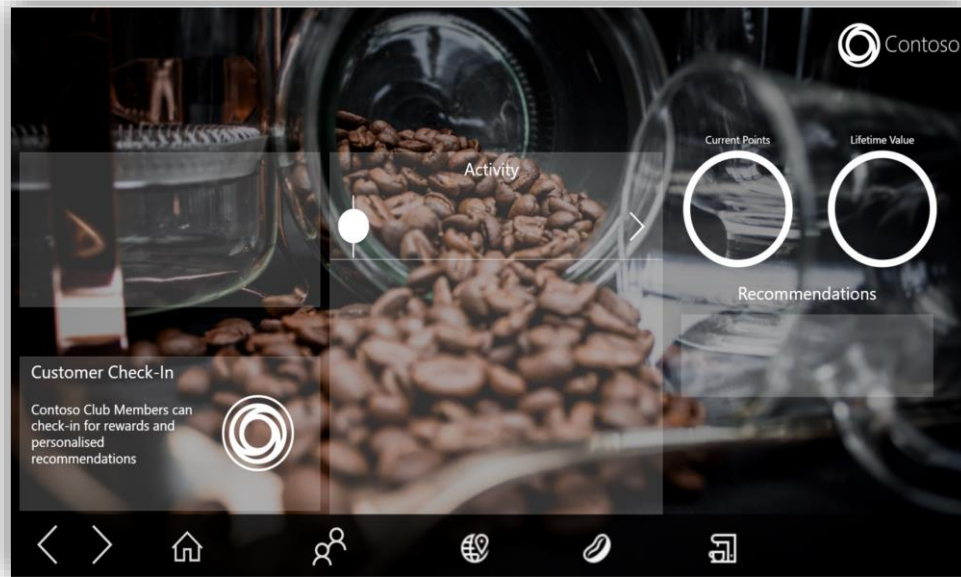 Contoso
Current Points
Lifetime Value
Activity
Recommendations
Customer Check-In
Contoso Club Members can
check-in for rewards and
personalised
recommendations